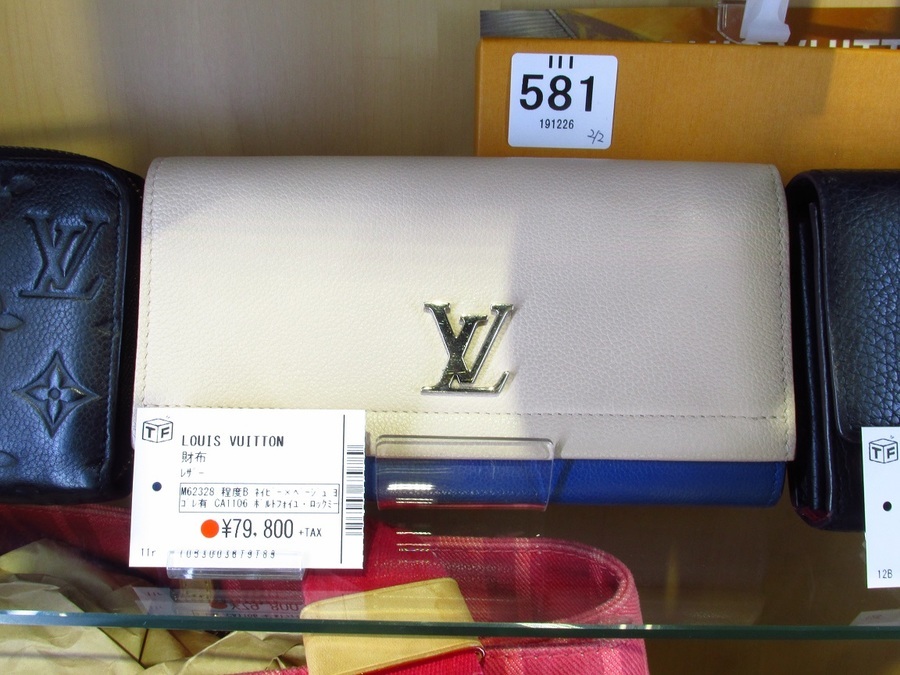 581
191226
2/2
LV
LV
TF
LOUIS VUITTON
財布
レザー
M62328 程度B ネイビー×ベージュ ヨ
コレ有 CA1106 ポルトフォイユ・ロックミー
¥79,800 +TAX
11r
TF
12B